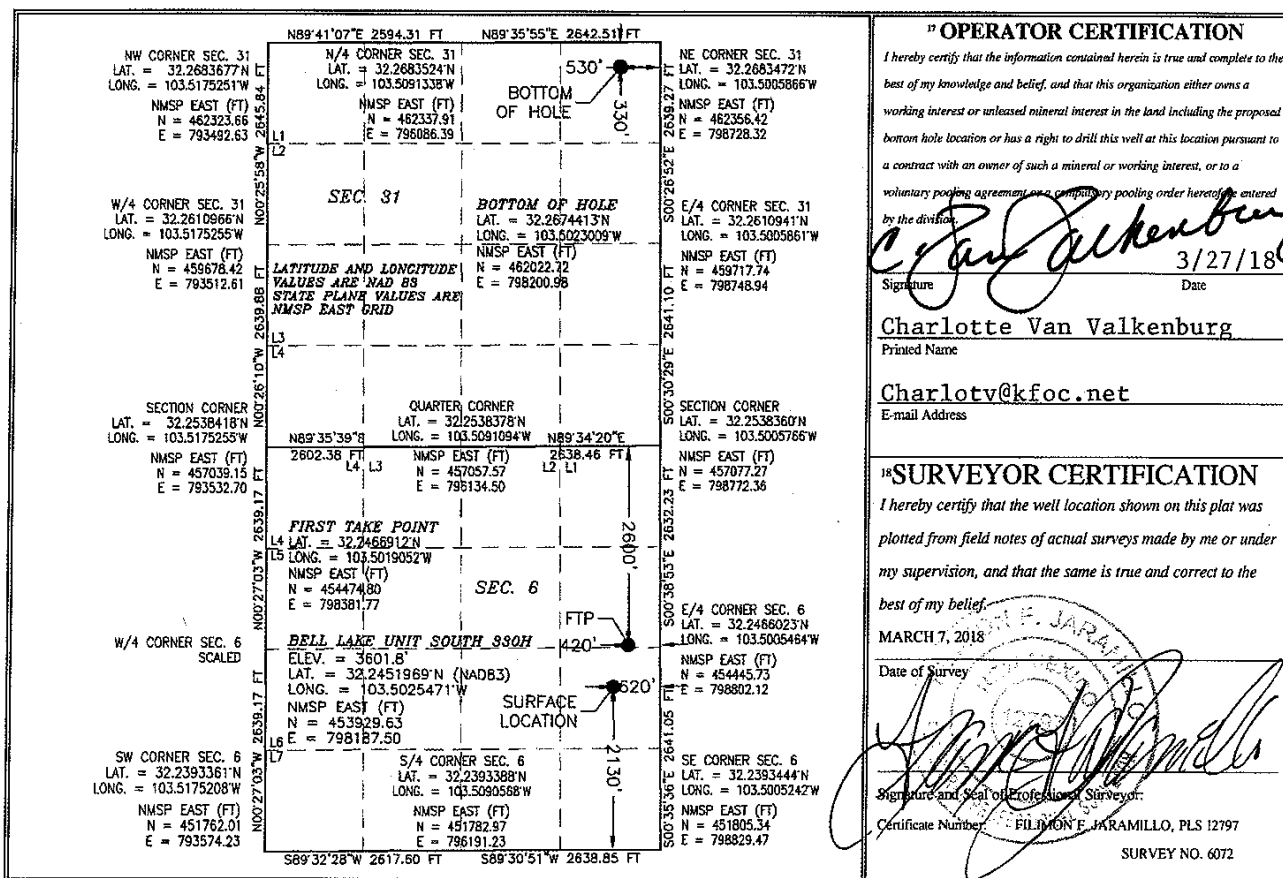 N89°41'07"E 2594.31 FT
N89°35'55"E 2642.51 FT
NW CORNER SEC. 31
LAT. = 32.2683677°N
LONG. = 103.5175251°W
NMSP EAST (FT)
N = 462323.66
E = 793492.63
N/4 CORNER SEC. 31
LAT. = 32.2683524°N
LONG. = 103.5091338°W
NMSP EAST (FT)
N = 462337.91
E = 796086.39
530'
BOTTOM
OF HOLE
330'
NE CORNER SEC. 31
LAT. = 32.2683472°N
LONG. = 103.5005866°W
NMSP EAST (FT)
N = 462356.42
E = 798728.32
N00°25'58"W 2645.84 FT
S00°26'52"E 2639.27 FT
L1
L2
SEC. 31
W/4 CORNER SEC. 31
LAT. = 32.2610966°N
LONG. = 103.5175255°W
NMSP EAST (FT)
N = 459678.42
E = 793512.61
BOTTOM OF HOLE
LAT. = 32.2674413°N
LONG. = 103.5023009°W
NMSP EAST (FT)
N = 462022.72
E = 798200.98
E/4 CORNER SEC. 31
LAT. = 32.2610941°N
LONG. = 103.5005861°W
NMSP EAST (FT)
N = 459717.74
E = 798748.94
LATITUDE AND LONGITUDE
VALUES ARE NAD 83
STATE PLANE VALUES ARE
NMSP EAST GRID
N00°26'10"W 2639.88 FT
S00°30'29"E 2641.10 FT
L3
L4
SECTION CORNER
LAT. = 32.2538418°N
LONG. = 103.5175255°W
NMSP EAST (FT)
N = 457039.15
E = 793532.70
QUARTER CORNER
LAT. = 32.2538378°N
LONG. = 103.5091094°W
N89°35'39"E
2602.38 FT
N89°34'20"E
2638.46 FT
NMSP EAST (FT)
N = 457057.57
E = 796134.50
L4 L3
L2 L1
SECTION CORNER
LAT. = 32.2538360°N
LONG. = 103.5005766°W
NMSP EAST (FT)
N = 457077.27
E = 798772.36
N00°27'03"W 2639.17 FT
S00°38'53"E 2632.23 FT
2600'
FIRST TAKE POINT
LAT. = 32.2466912°N
LONG. = 103.5019052°W
NMSP EAST (FT)
N = 454474.80
E = 798381.77
L4
L5
SEC. 6
FTP
420'
W/4 CORNER SEC. 6
SCALED
E/4 CORNER SEC. 6
LAT. = 32.2466023°N
LONG. = 103.5005464°W
NMSP EAST (FT)
N = 454445.73
E = 798802.12
BELL LAKE UNIT SOUTH 330H
ELEV. = 3601.8'
LAT. = 32.2451969°N (NAD83)
LONG. = 103.5025471°W
NMSP EAST (FT)
N = 453929.63
E = 798187.50
SURFACE
LOCATION
620'
2130'
N00°27'03"W 2639.17 FT
S00°35'36"E 2641.05 FT
L6
L7
SW CORNER SEC. 6
LAT. = 32.2393361°N
LONG. = 103.5175208°W
NMSP EAST (FT)
N = 451762.01
E = 793574.23
S/4 CORNER SEC. 6
LAT. = 32.2393388°N
LONG. = 103.5090568°W
NMSP EAST (FT)
N = 451782.97
E = 796191.23
SE CORNER SEC. 6
LAT. = 32.2393444°N
LONG. = 103.5005242°W
NMSP EAST (FT)
N = 451805.34
E = 798829.47
S89°32'28"W 2617.60 FT
S89°30'51"W 2638.85 FT
17 OPERATOR CERTIFICATION
I hereby certify that the information contained herein is true and complete to the
best of my knowledge and belief, and that this organization either owns a
working interest or unleased mineral interest in the land including the proposed
bottom hole location or has a right to drill this well at this location pursuant to
a contract with an owner of such a mineral or working interest, or to a
voluntary pooling agreement or a compulsory pooling order heretofore entered
by the division.
C Van Valkenburg
3/27/18
Signature
Date
Charlotte Van Valkenburg
Printed Name
Charlotv@kfoc.net
E-mail Address
18 SURVEYOR CERTIFICATION
I hereby certify that the well location shown on this plat was
plotted from field notes of actual surveys made by me or under
my supervision, and that the same is true and correct to the
best of my belief.
MARCH 7, 2018
Date of Survey
F. JARAMILLO
NEW MEXICO
12797
Signature and Seal of Professional Surveyor:
Certificate Number: FILIMON F. JARAMILLO, PLS 12797
SURVEY NO. 6072